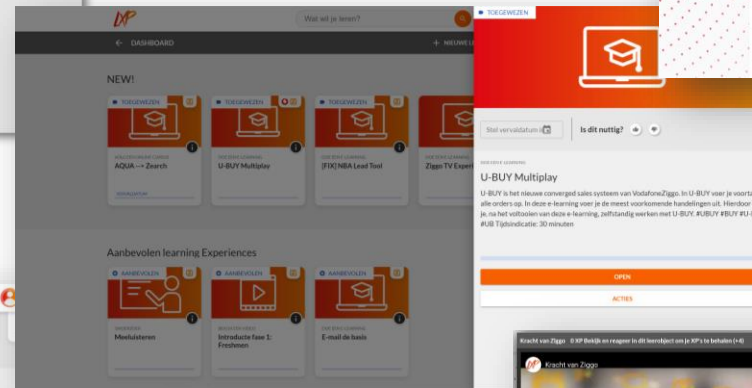 Wat wil je leren?
← DASHBOARD
+ NIEUWE
NEW!
TOEGEWEZEN
AQUA --> Zoarch
TOEGEWEZEN
U-BUY Multiplay
TOEGEWEZEN
[FIX] NBA Lead Tool
Ziggo TV Experi
Aanbevolen learning Experiences
AANBEVOLEN
Meeluisteren
AANBEVOLEN
Introductie fase 1:
Freshmen
AANBEVOLEN
E-mail de basis
TOEGEWEZEN
Stel vervaldatum i
Is dit nuttig?
U-BUY Multiplay
U-BUY is het nieuwe converged sales systeem van VodafoneZiggo. In U-BUY voer je voorta
alle orders op. In deze e-learning voer je de meest voorkomende handelingen uit. Hierdoor
je, na het voltooien van deze e-learning, zelfstandig werken met U-BUY. #UBUY #BUY #U-
#UB Tijdsindicatie: 30 minuten
OPEN
ACTIES
Kracht van Ziggo 0 XP Bekijk en reageer in dit leerobject om je XP's te behalen (+4)
Kracht van Ziggo